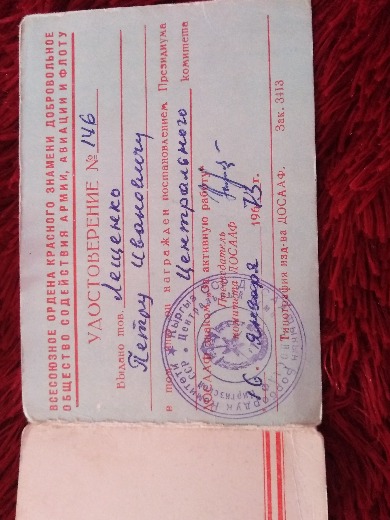 ВСЕСОЮЗНОЕ ОРДЕНА КРАСНОГО ЗНАМЕНИ ДОБРОВОЛЬНОЕ
ОБЩЕСТВО СОДЕЙСТВИЯ АРМИИ, АВИАЦИИ И ФЛОТУ
УДОСТОВЕРЕНИЕ № 146
Выдано тов. Лещенко
Петру Ивановичу
в том, что он награжден постановлением Президиума
Центрального комитета
ДОСААФ знаком „За активную работу"
Председатель
комитета ДОСААФ
16. января 1973 г.
Типография изд-ва ДОСААФ. Зак. 3413